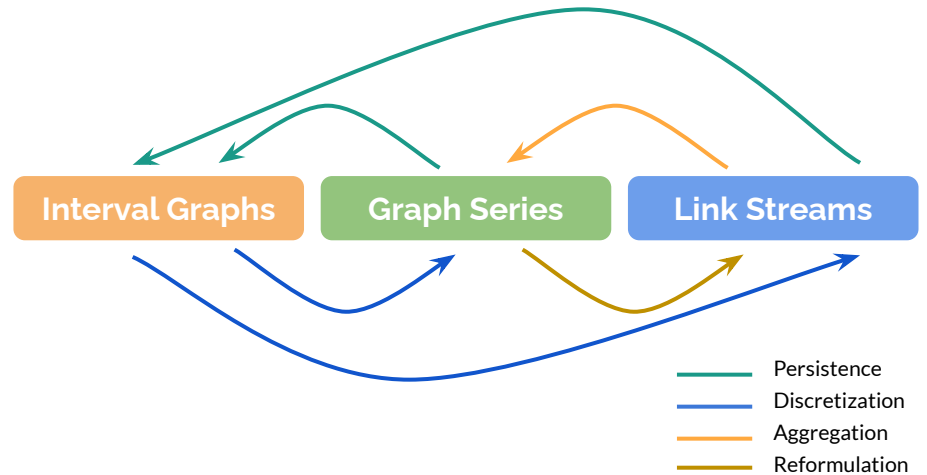 Interval Graphs
Graph Series
Link Streams
Persistence
Discretization
Aggregation
Reformulation